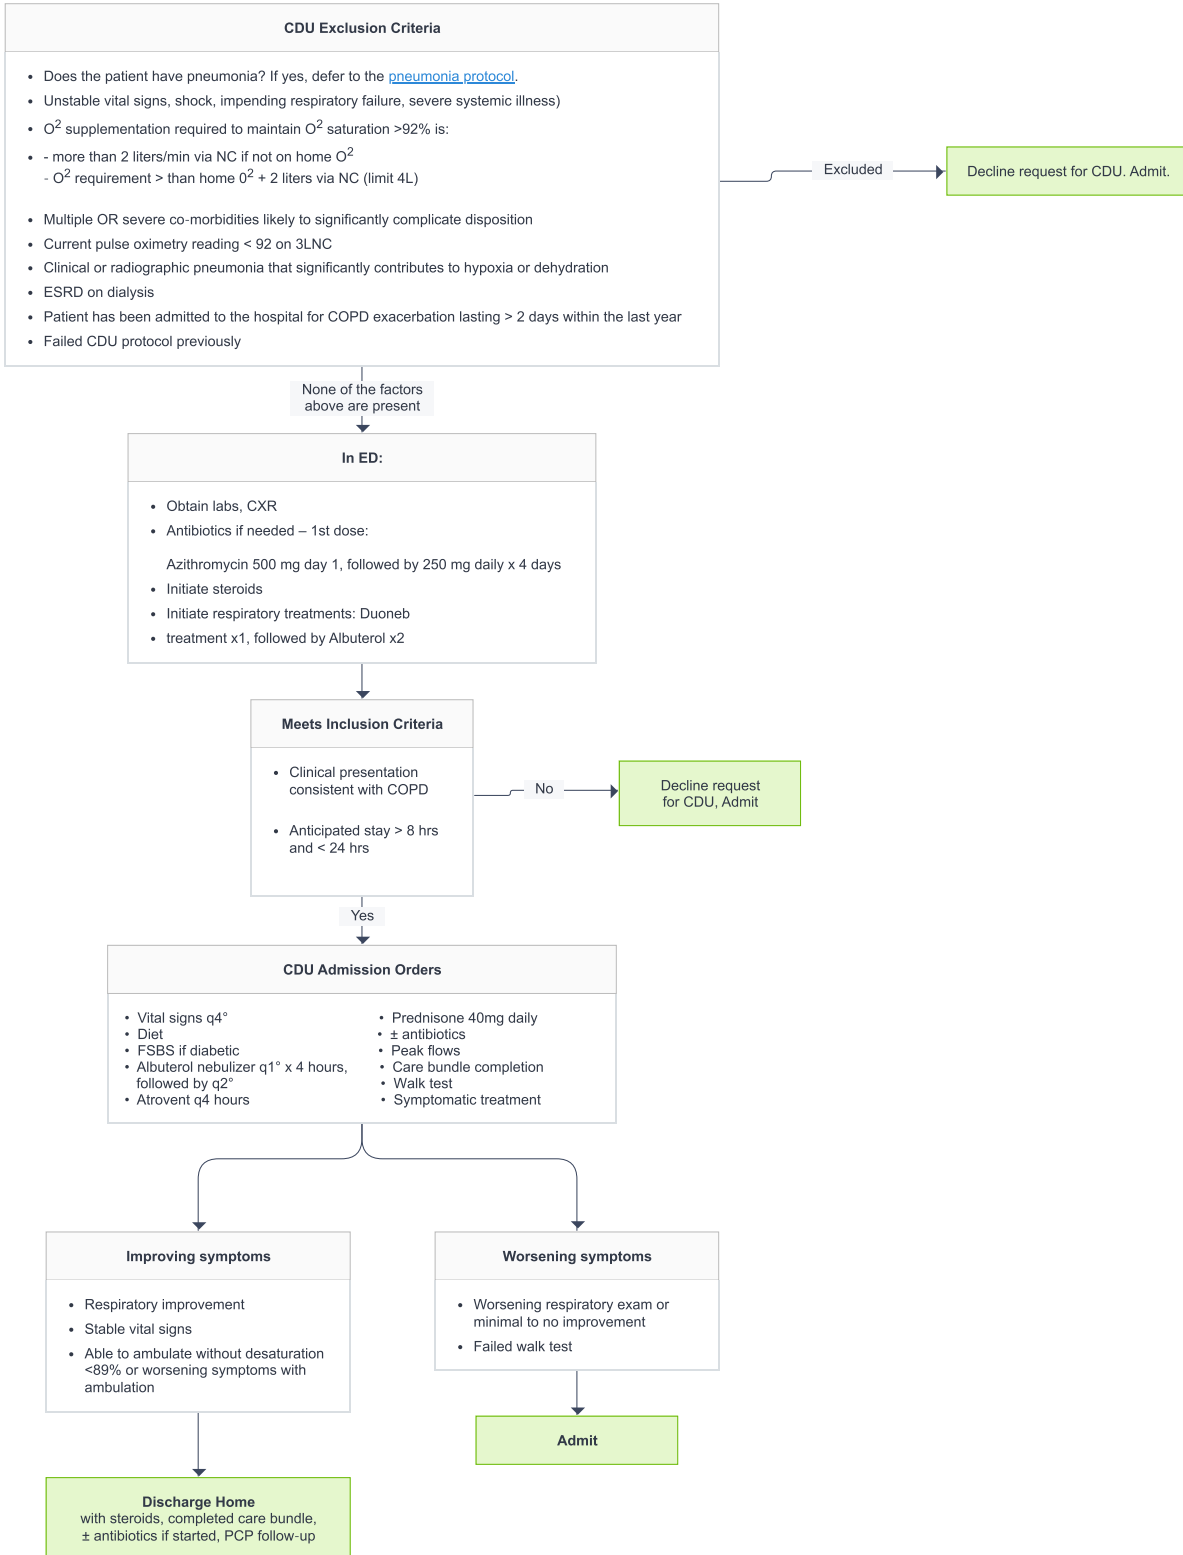 CDU Exclusion Criteria
• Does the patient have pneumonia? If yes, defer to the pneumonia protocol.
• Unstable vital signs, shock, impending respiratory failure, severe systemic illness)
• O² supplementation required to maintain O² saturation >92% is:
• - more than 2 liters/min via NC if not on home O²
- O² requirement > than home 0² + 2 liters via NC (limit 4L)
• Multiple OR severe co-morbidities likely to significantly complicate disposition
• Current pulse oximetry reading < 92 on 3LNC
• Clinical or radiographic pneumonia that significantly contributes to hypoxia or dehydration
• ESRD on dialysis
• Patient has been admitted to the hospital for COPD exacerbation lasting > 2 days within the last year
• Failed CDU protocol previously
Excluded
Decline request for CDU. Admit.
None of the factors
above are present
In ED:
• Obtain labs, CXR
• Antibiotics if needed – 1st dose:
Azithromycin 500 mg day 1, followed by 250 mg daily x 4 days
• Initiate steroids
• Initiate respiratory treatments: Duoneb
• treatment x1, followed by Albuterol x2
Meets Inclusion Criteria
• Clinical presentation
consistent with COPD
• Anticipated stay > 8 hrs
and < 24 hrs
No
Decline request
for CDU, Admit
Yes
CDU Admission Orders
• Vital signs q4°
• Diet
• FSBS if diabetic
• Albuterol nebulizer q1° x 4 hours,
followed by q2°
• Atrovent q4 hours
• Prednisone 40mg daily
• ± antibiotics
• Peak flows
• Care bundle completion
• Walk test
• Symptomatic treatment
Improving symptoms
• Respiratory improvement
• Stable vital signs
• Able to ambulate without desaturation
<89% or worsening symptoms with
ambulation
Worsening symptoms
• Worsening respiratory exam or
minimal to no improvement
• Failed walk test
Admit
Discharge Home
with steroids, completed care bundle,
± antibiotics if started, PCP follow-up